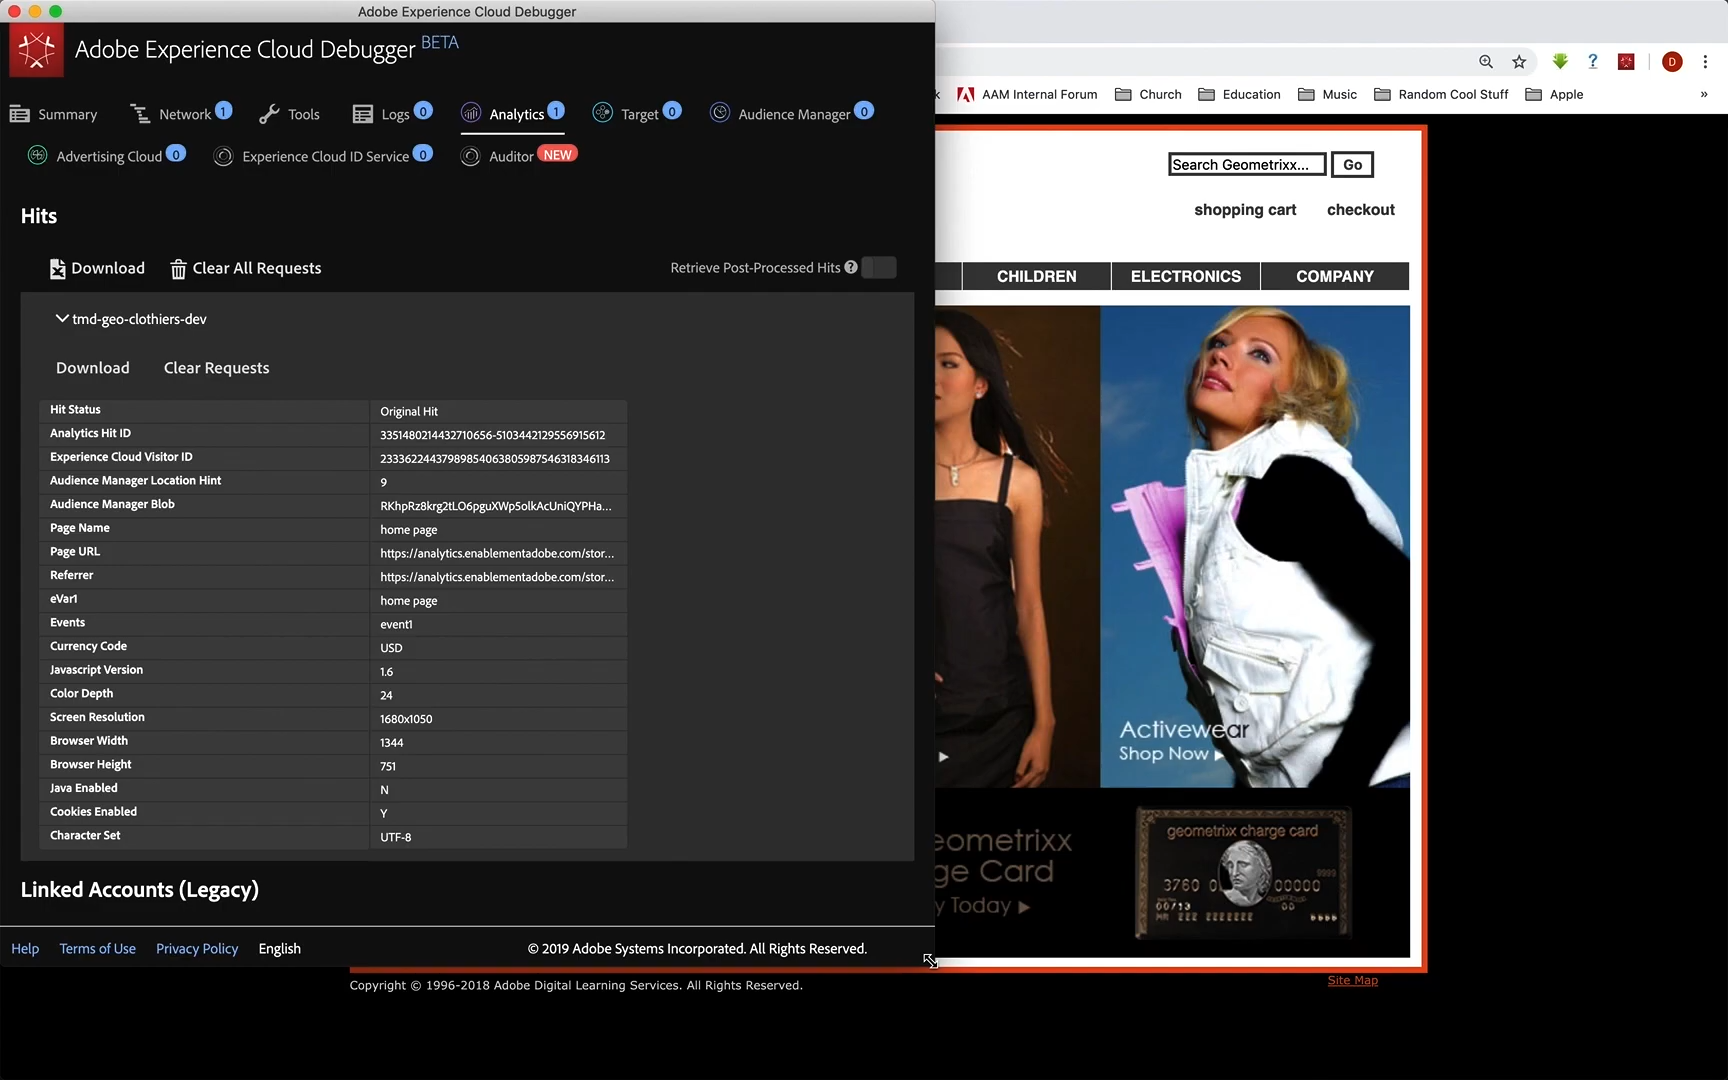 Adobe Experience Cloud Debugger
Adobe Experience Cloud Debugger BETA
Summary
Network 1
Tools
Logs 0
Analytics 1
Target 0
Audience Manager 0
Advertising Cloud 0
Experience Cloud ID Service 0
Auditor NEW
Hits
Download
Clear All Requests
Retrieve Post-Processed Hits ?
tmd-geo-clothiers-dev
Download
Clear Requests
Hit Status Original Hit
Analytics Hit ID 3351480214432710656-5103442129556915612
Experience Cloud Visitor ID 23336224437989854063805987546318346113
Audience Manager Location Hint 9
Audience Manager Blob RKhpRz8krg2tLO6pguXWp5olkAcUniQYPHa...
Page Name home page
Page URL https://analytics.enablementadobe.com/stor...
Referrer https://analytics.enablementadobe.com/stor...
eVar1 home page
Events event1
Currency Code USD
Javascript Version 1.6
Color Depth 24
Screen Resolution 1680x1050
Browser Width 1344
Browser Height 751
Java Enabled N
Cookies Enabled Y
Character Set UTF-8
Linked Accounts (Legacy)
Help
Terms of Use
Privacy Policy
English
© 2019 Adobe Systems Incorporated. All Rights Reserved.
?
D
k
AAM Internal Forum
Church
Education
Music
Random Cool Stuff
Apple
»
Search Geometrixx...
Go
shopping cart
checkout
CHILDREN
ELECTRONICS
COMPANY
Activewear
Shop Now
eometrixx
ge Card
y Today
geometrixx charge card
00/13
Copyright © 1996-2018 Adobe Digital Learning Services. All Rights Reserved.
Site Map